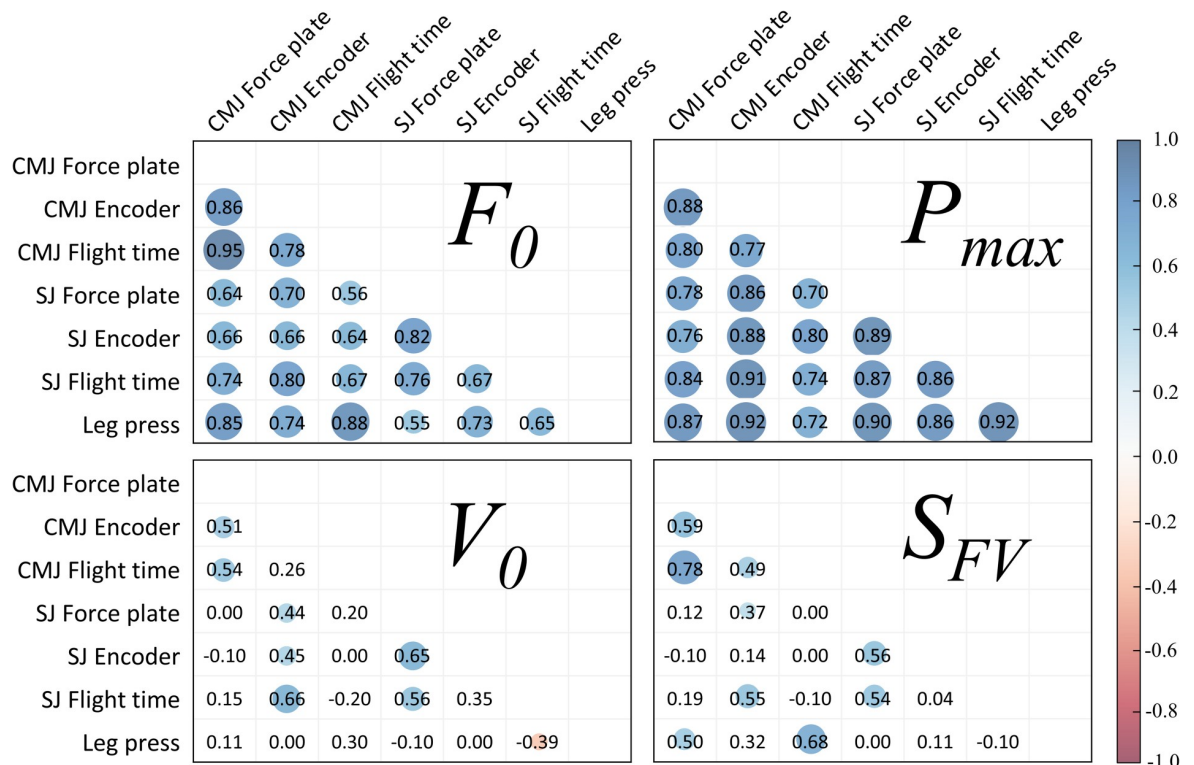 CMJ Force plate CMJ Encoder CMJ Flight time SJ Force plate SJ Encoder SJ Flight time Leg press
CMJ Force plate CMJ Encoder CMJ Flight time SJ Force plate SJ Encoder SJ Flight time Leg press
F0
Pmax
CMJ Force plate
CMJ Encoder 0.86 0.88
CMJ Flight time 0.95 0.78 0.80 0.77
SJ Force plate 0.64 0.70 0.56 0.78 0.86 0.70
SJ Encoder 0.66 0.66 0.64 0.82 0.76 0.88 0.80 0.89
SJ Flight time 0.74 0.80 0.67 0.76 0.67 0.84 0.91 0.74 0.87 0.86
Leg press 0.85 0.74 0.88 0.55 0.73 0.65 0.87 0.92 0.72 0.90 0.86 0.92
V0
SFV
CMJ Force plate
CMJ Encoder 0.51 0.59
CMJ Flight time 0.54 0.26 0.78 0.49
SJ Force plate 0.00 0.44 0.20 0.12 0.37 0.00
SJ Encoder -0.10 0.45 0.00 0.65 -0.10 0.14 0.00 0.56
SJ Flight time 0.15 0.66 -0.20 0.56 0.35 0.19 0.55 -0.10 0.54 0.04
Leg press 0.11 0.00 0.30 -0.10 0.00 -0.39 0.50 0.32 0.68 0.00 0.11 -0.10
1.0
0.8
0.6
0.4
0.2
0.0
-0.2
-0.4
-0.6
-0.8
-1.0